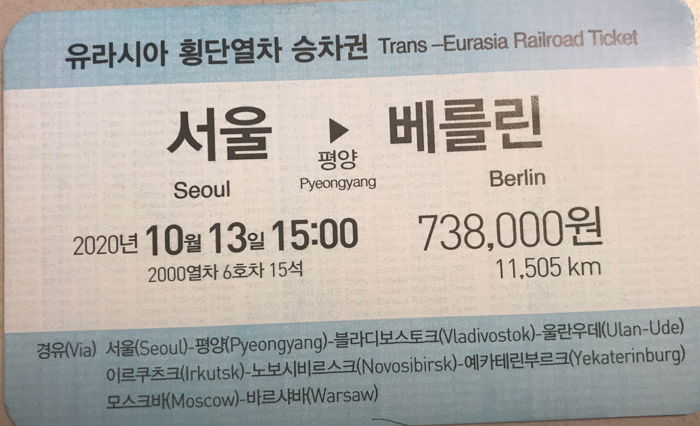 유라시아 횡단열차 승차권 Trans –Eurasia Railroad Ticket
서울 ▶ 베를린
평양
Seoul Pyeongyang Berlin
2020년 10월 13일 15:00 738,000원
2000열차 6호차 15석 11,505 km
경유(Via) 서울(Seoul)-평양(Pyeongyang)-블라디보스토크(Vladivostok)-울란우데(Ulan-Ude)
이르쿠츠크(Irkutsk)-노보시비르스크(Novosibirsk)-예카테린부르크(Yekaterinburg)
모스크바(Moscow)-바르샤바(Warsaw)